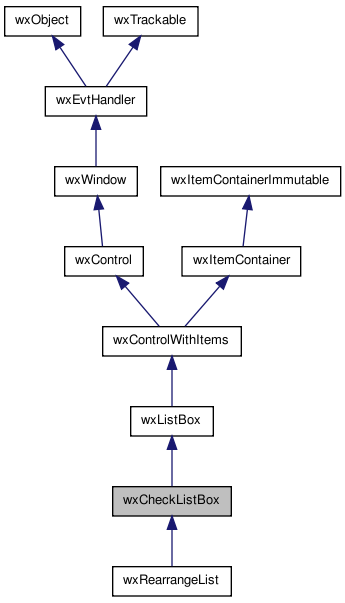 wxObject
wxTrackable
wxEvtHandler
wxWindow
wxItemContainerImmutable
wxControl
wxItemContainer
wxControlWithItems
wxListBox
wxCheckListBox
wxRearrangeList